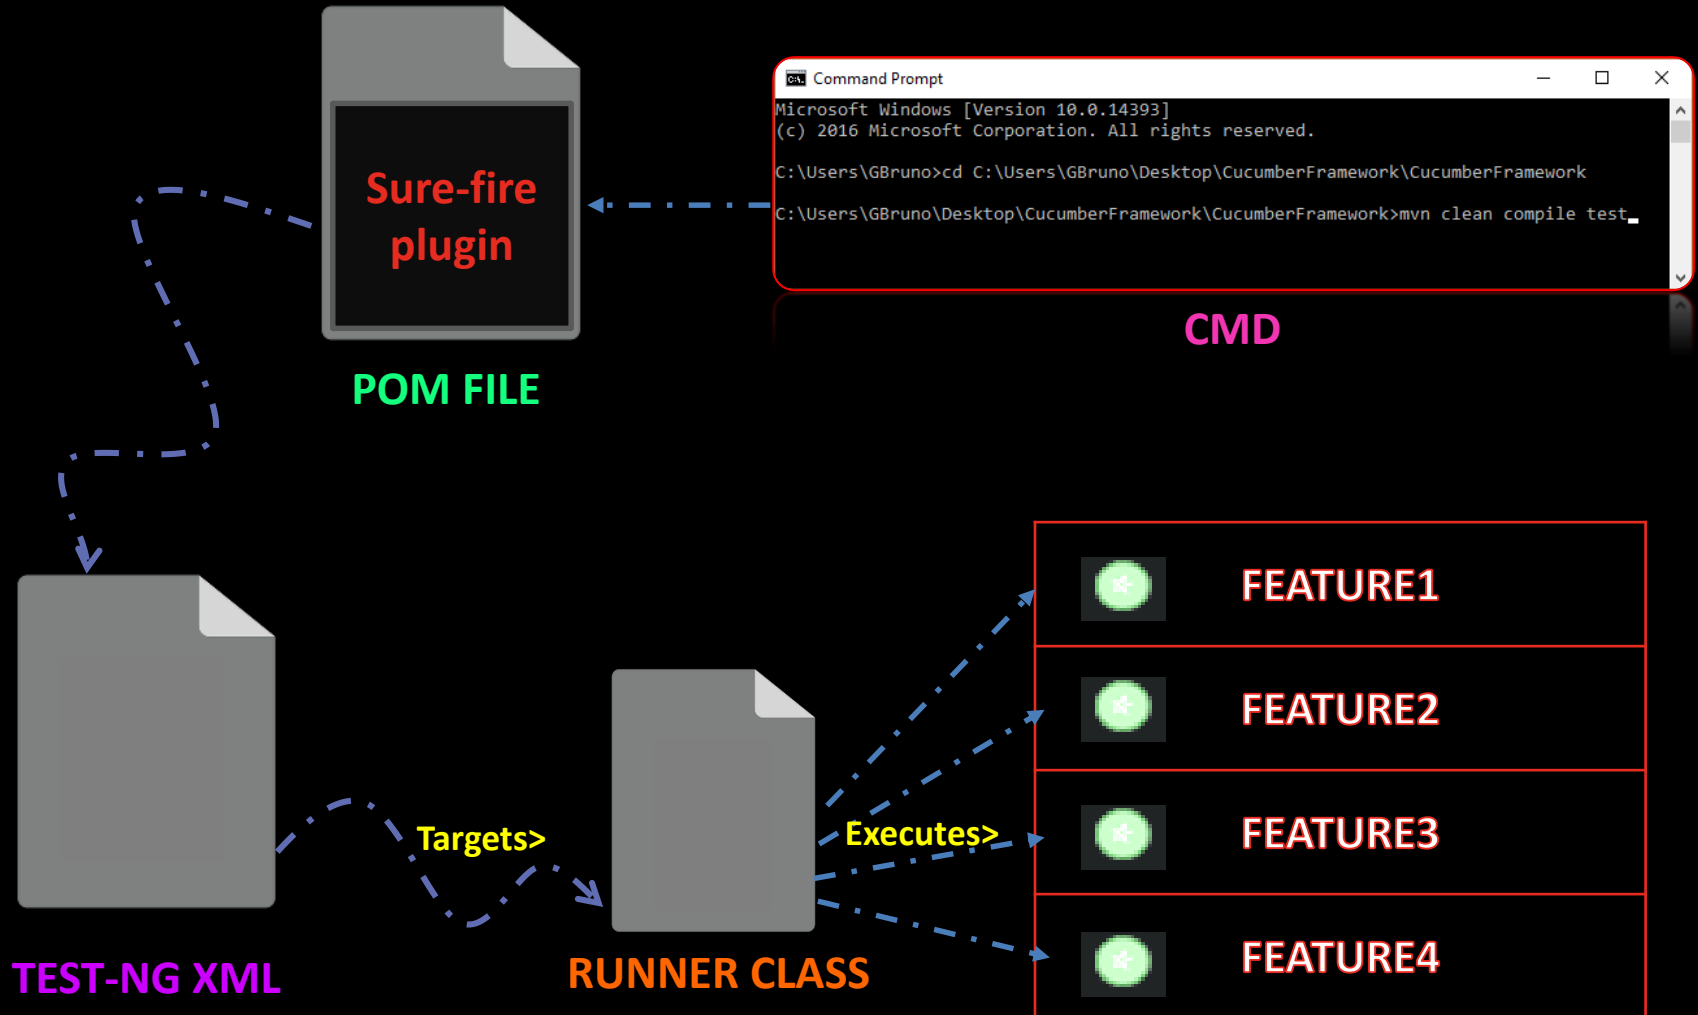 Command Prompt
Microsoft Windows [Version 10.0.14393]
(c) 2016 Microsoft Corporation. All rights reserved.
C:\Users\GBruno>cd C:\Users\GBruno\Desktop\CucumberFramework\CucumberFramework
C:\Users\GBruno\Desktop\CucumberFramework\CucumberFramework>mvn clean compile test
Sure-fire
plugin
CMD
POM FILE
FEATURE1
FEATURE2
Targets>
Executes>
FEATURE3
FEATURE4
TEST-NG XML
RUNNER CLASS